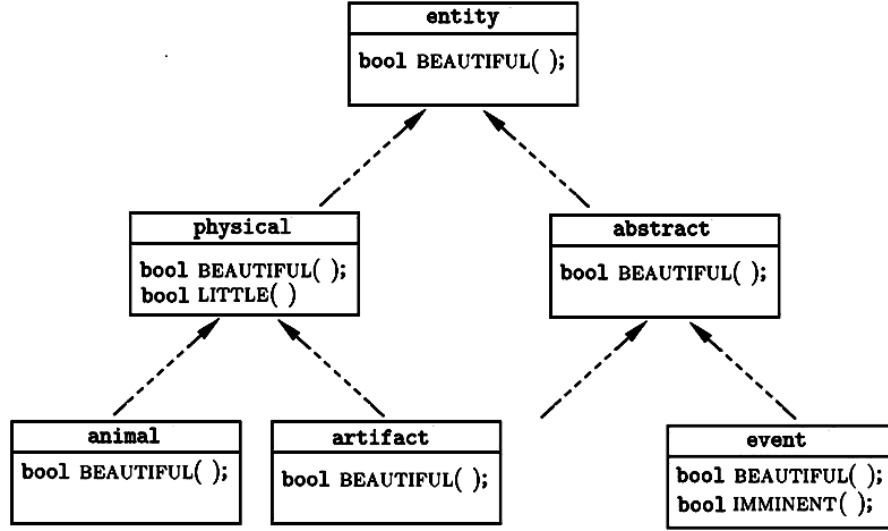 entity
bool BEAUTIFUL( );
physical
bool BEAUTIFUL( );
bool LITTLE( )
abstract
bool BEAUTIFUL( );
animal
bool BEAUTIFUL( );
artifact
bool BEAUTIFUL( );
event
bool BEAUTIFUL( );
bool IMMINENT( );